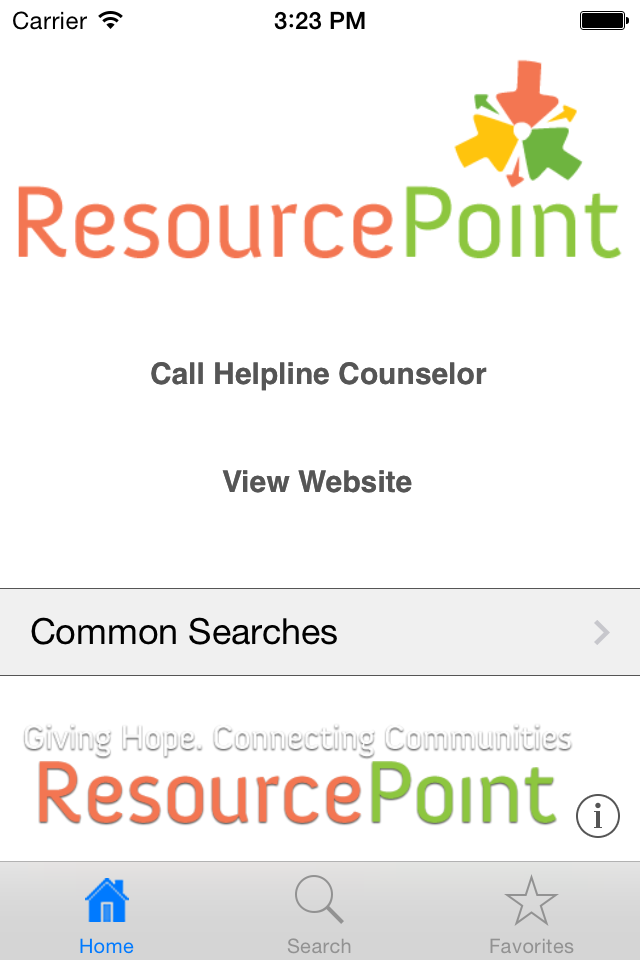 Carrier 3:23 PM
ResourcePoint
Call Helpline Counselor
View Website
Common Searches
Giving Hope. Connecting Communities
ResourcePoint
i
Home Search Favorites